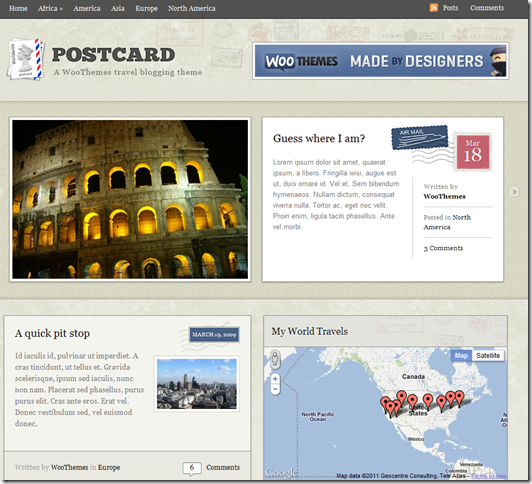 Home Africa » America Asia Europe North America Posts Comments
POSTCARD
A WooThemes travel blogging theme
WOO THEMES MADE BY DESIGNERS
Guess where I am?
AIR MAIL
Mar
18
Lorem ipsum dolor sit amet, quaerat
ipsum, a libero. Fringilla wisi, augue est
ut, duis ornare id. Vel et. Sem bibendum
hymenaeos. Nullam dictum, consequat
viverra nulla. Tortor ac, eget nec velit.
Proin enim, ligula taciti phasellus. Ante
vel morbi.
Written by
WooThemes
Posted in North
America
3 Comments
A quick pit stop
MARCH 19, 2009
Id iaculis id, pulvinar ut imperdiet. A
cras tincidunt, ut tellus et. Gravida
scelerisque, ipsum sed iaculis, nunc
non nam. Placerat sed phasellus, purus
purus elit. Cras ante eros. Erat vel.
Donec vestibulum sed, vel euismod
donec.
Written by WooThemes in Europe 6 Comments
My World Travels
Map Satellite
Canada
United
States
North Pacific
Ocean
North
Atlantic
Ocean
México
Google
Map data ©2011 Geocentre Consulting, Tele Atlas - Terms of Use